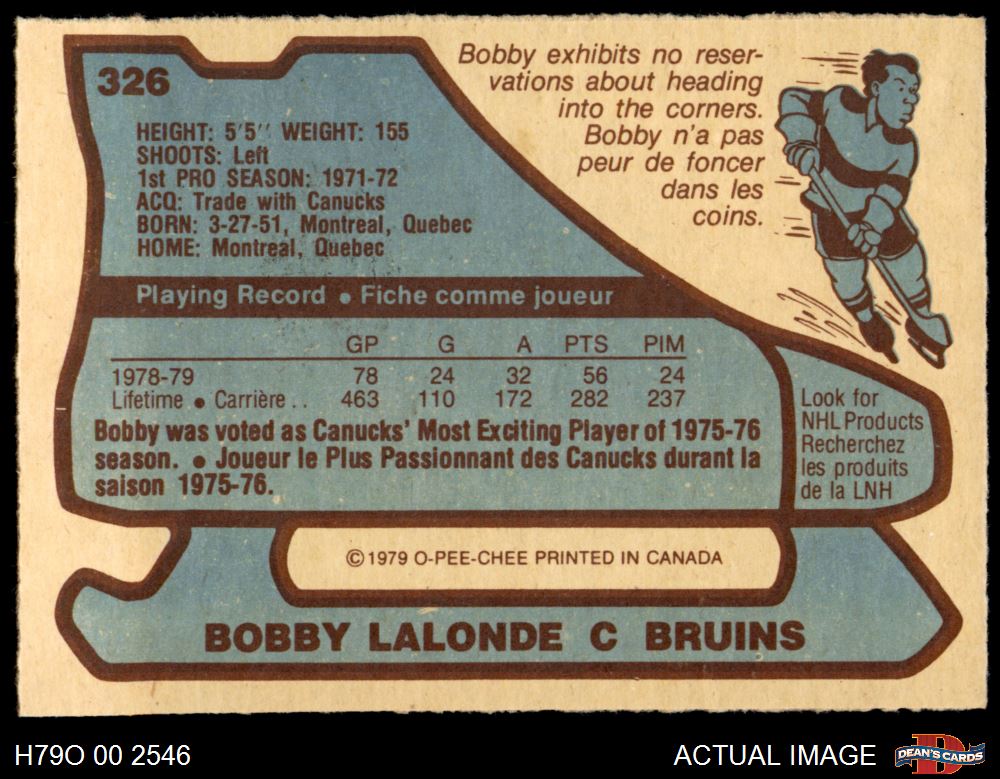 326
Bobby exhibits no reser-
vations about heading
into the corners.
Bobby n'a pas
peur de foncer
dans les
coins.
HEIGHT: 5'5" WEIGHT: 155
SHOOTS: Left
1st PRO SEASON: 1971-72
ACQ: Trade with Canucks
BORN: 3-27-51, Montreal, Quebec
HOME: Montreal, Quebec
Playing Record • Fiche comme joueur
GP G A PTS PIM
1978-79 78 24 32 56 24
Lifetime • Carrière .. 463 110 172 282 237
Bobby was voted as Canucks' Most Exciting Player of 1975-76
season. • Joueur le Plus Passionnant des Canucks durant la
saison 1975-76.
Look for
NHL Products
Recherchez
les produits
de la LNH
©1979 O-PEE-CHEE PRINTED IN CANADA
BOBBY LALONDE C BRUINS
H79O 00 2546
ACTUAL IMAGE
D
DEAN'S CARDS